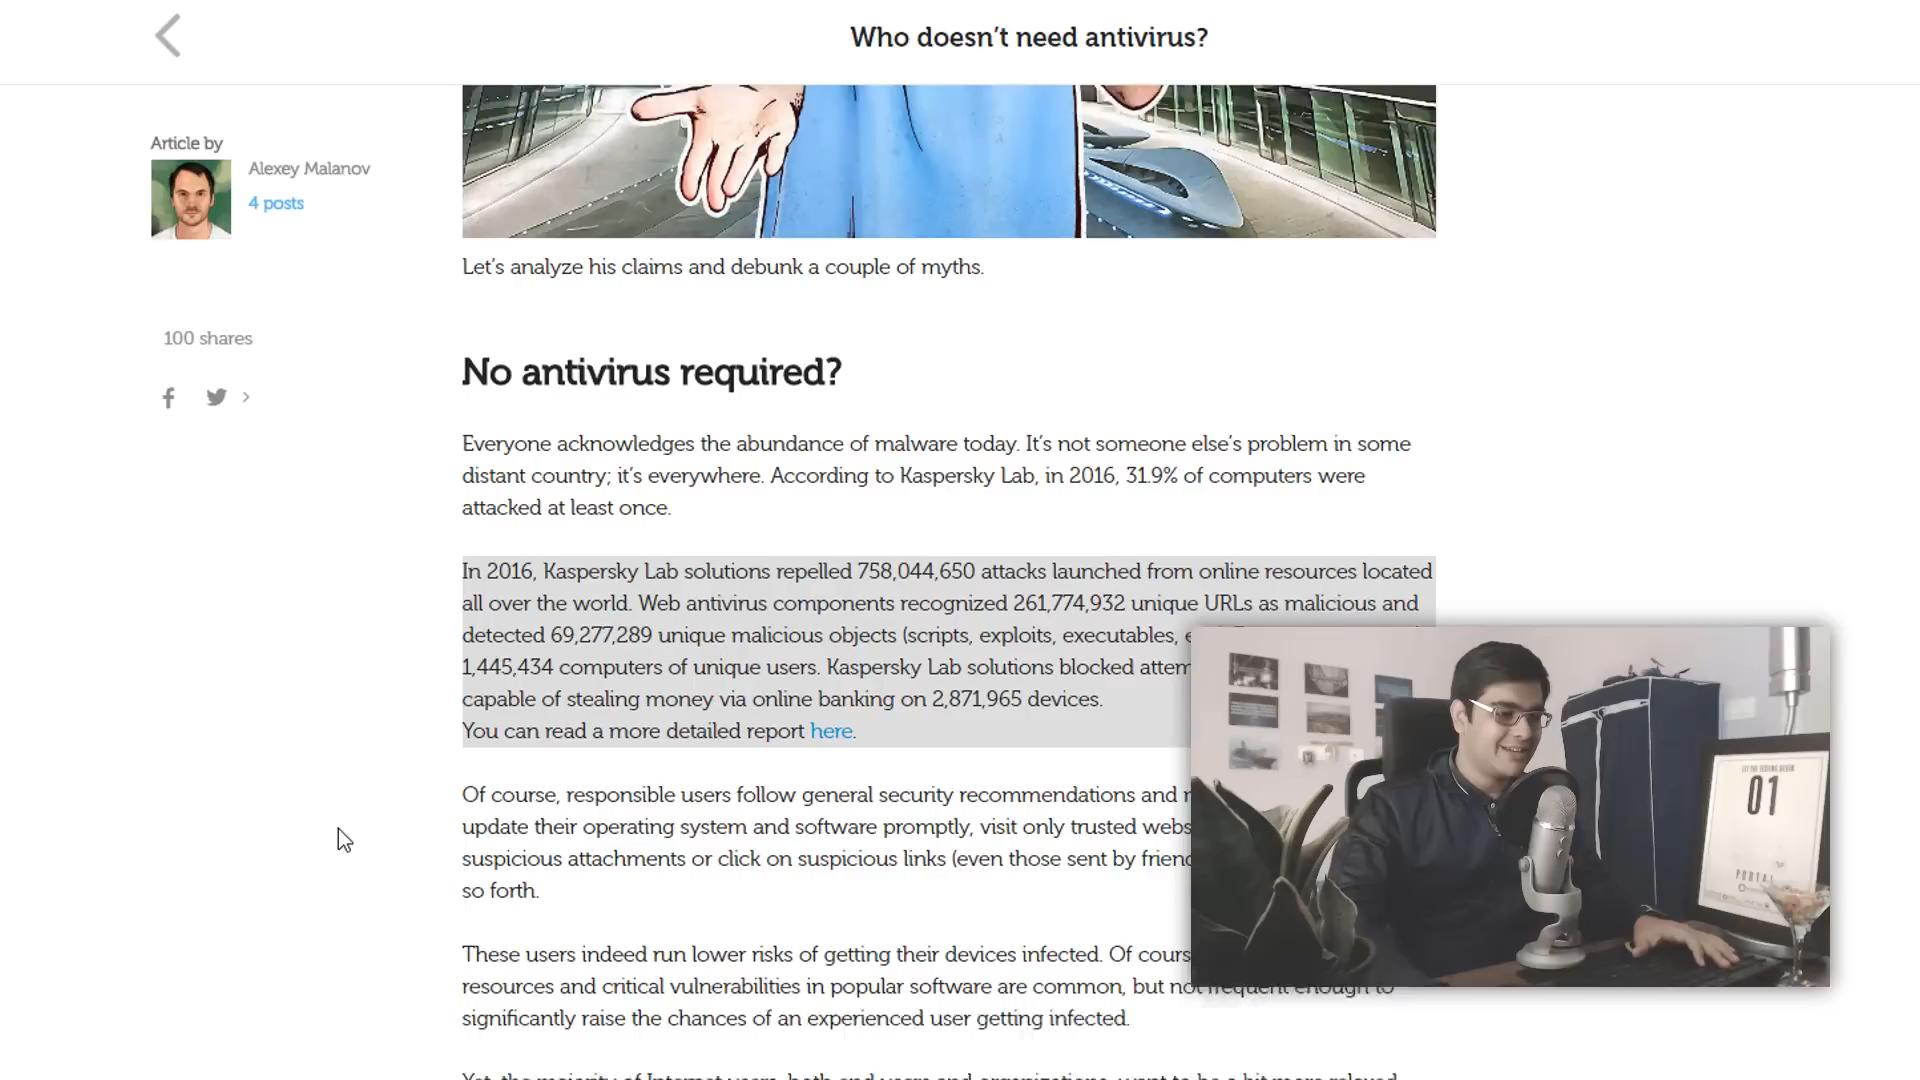 Who doesn’t need antivirus?
Article by
Alexey Malanov
4 posts
100 shares
Let’s analyze his claims and debunk a couple of myths.
No antivirus required?
Everyone acknowledges the abundance of malware today. It’s not someone else’s problem in some
distant country; it’s everywhere. According to Kaspersky Lab, in 2016, 31.9% of computers were
attacked at least once.
In 2016, Kaspersky Lab solutions repelled 758,044,650 attacks launched from online resources located
all over the world. Web antivirus components recognized 261,774,932 unique URLs as malicious and
detected 69,277,289 unique malicious objects (scripts, exploits, executables,
1,445,434 computers of unique users. Kaspersky Lab solutions blocked
capable of stealing money via online banking on 2,871,965 devices.
You can read a more detailed report here.
Of course, responsible users follow general security recommendations and
update their operating system and software promptly, visit only trusted
suspicious attachments or click on suspicious links (even those sent by
so forth.
These users indeed run lower risks of getting their devices infected. Of
resources and critical vulnerabilities in popular software are common, but not frequent enough to
significantly raise the chances of an experienced user getting infected.
01